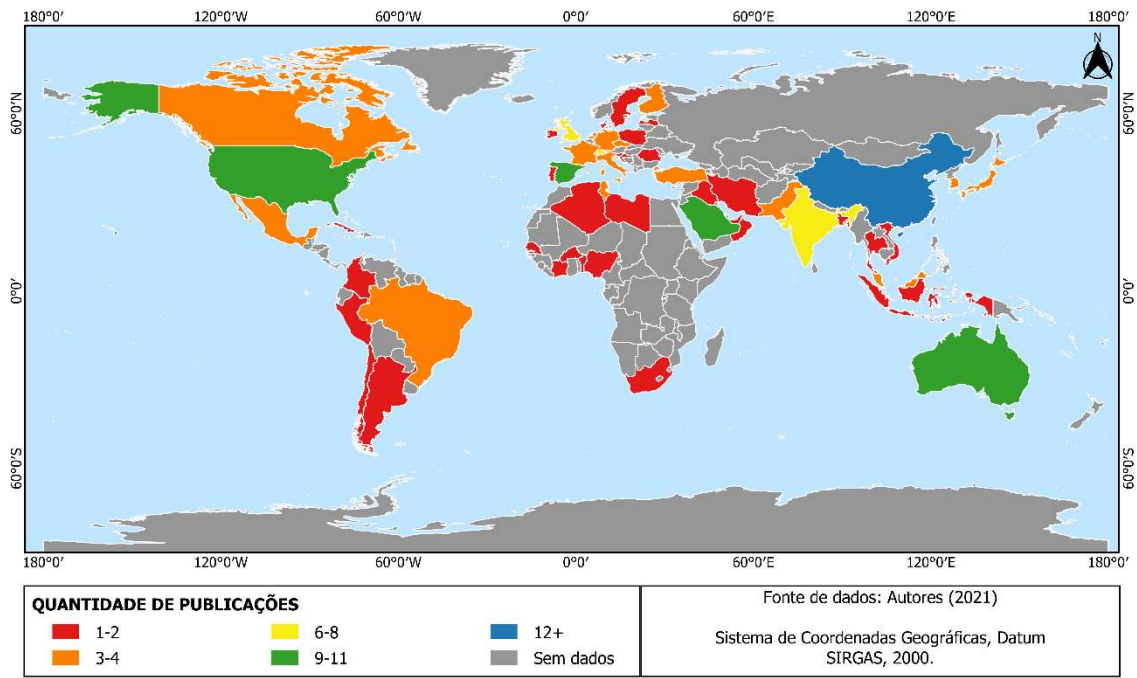 180°0′ 120°0′W 60°0′W 0°0′ 60°0′E 120°0′E 180°0′
N
60°0′N 60°0′N
0°0′ 0°0′
60°0′S 60°0′S
180°0′ 120°0′W 60°0′W 0°0′ 60°0′E 120°0′E 180°0′
QUANTIDADE DE PUBLICAÇÕES
1-2 6-8 12+
3-4 9-11 Sem dados
Fonte de dados: Autores (2021)
Sistema de Coordenadas Geográficas, Datum
SIRGAS, 2000.